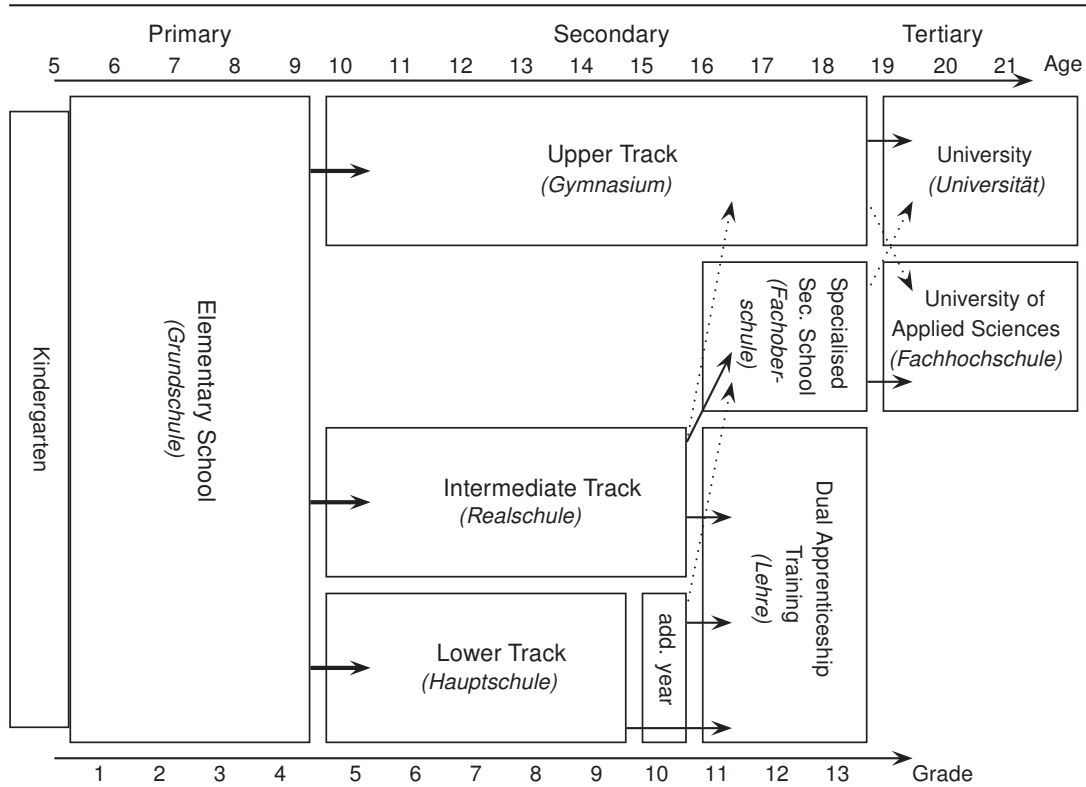 Primary Secondary Tertiary
5 6 7 8 9 10 11 12 13 14 15 16 17 18 19 20 21 Age
Kindergarten
Elementary School
(Grundschule)
Upper Track
(Gymnasium)
University
(Universität)
Specialised
Sec. School
(Fachober-
schule)
University of
Applied Sciences
(Fachhochschule)
Intermediate Track
(Realschule)
Dual Apprenticeship
Training
(Lehre)
Lower Track
(Hauptschule)
add. year
1 2 3 4 5 6 7 8 9 10 11 12 13 Grade